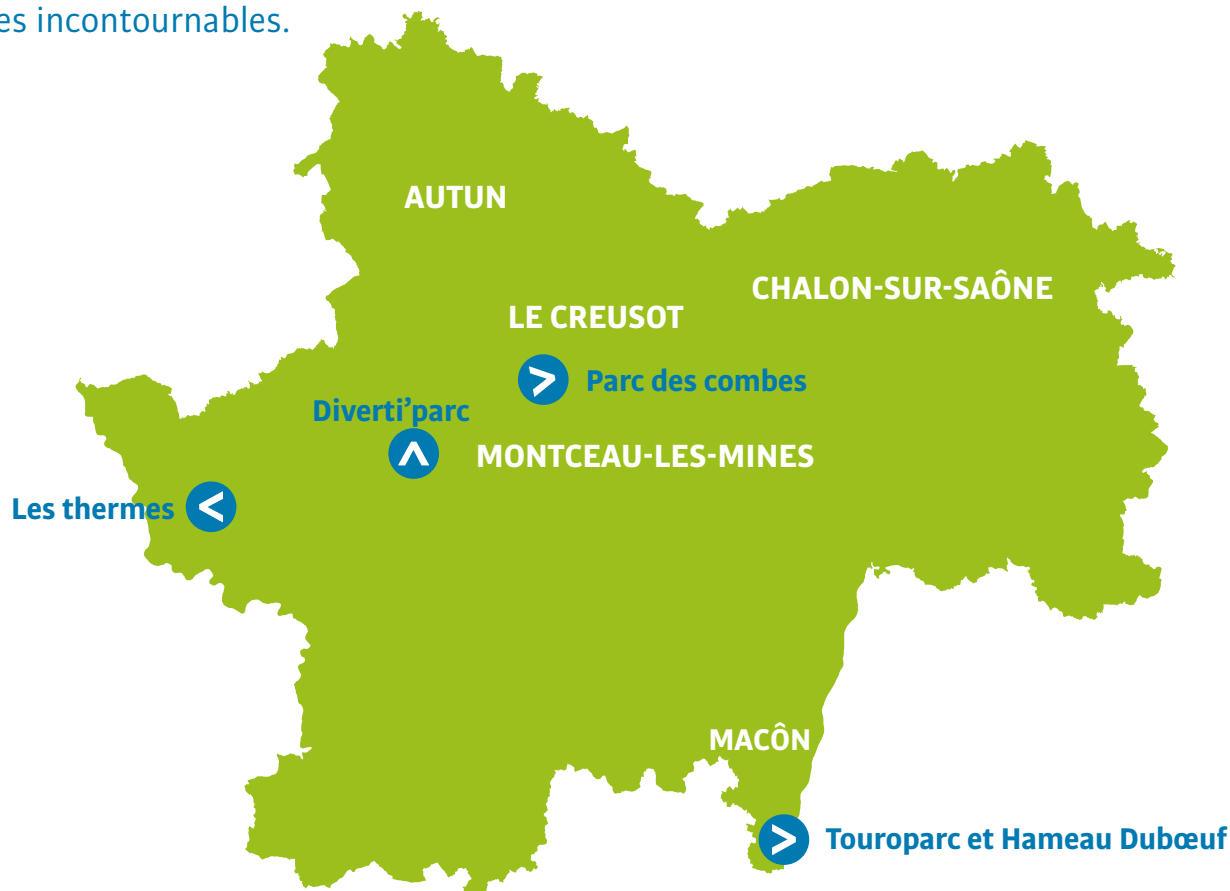 es incontournables.
AUTUN
CHALON-SUR-SAÔNE
LE CREUSOT
Parc des combes
Diverti’parc
MONTCEAU-LES-MINES
Les thermes
MACÔN
Touroparc et Hameau Dubœuf